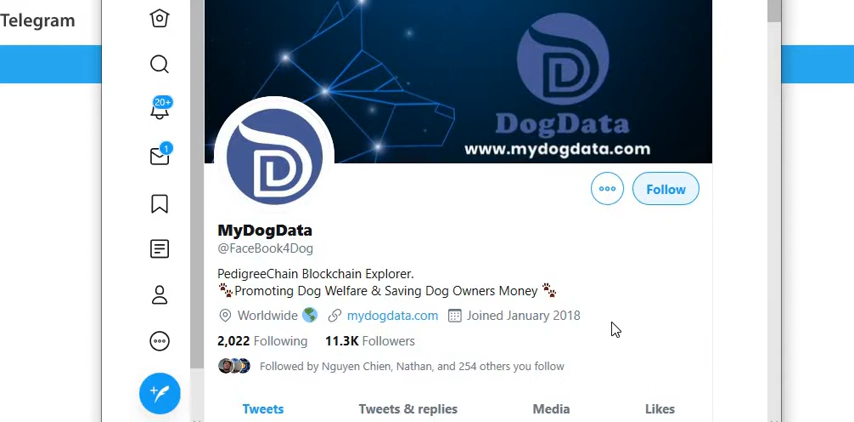 Telegram
DogData
www.mydogdata.com
20+
1
D
Follow
MyDogData
@FaceBook4Dog
PedigreeChain Blockchain Explorer.
🐾Promoting Dog Welfare & Saving Dog Owners Money 🐾
Worldwide 🌎 mydogdata.com Joined January 2018
2,022 Following 11.3K Followers
Followed by Nguyen Chien, Nathan, and 254 others you follow
Tweets Tweets & replies Media Likes